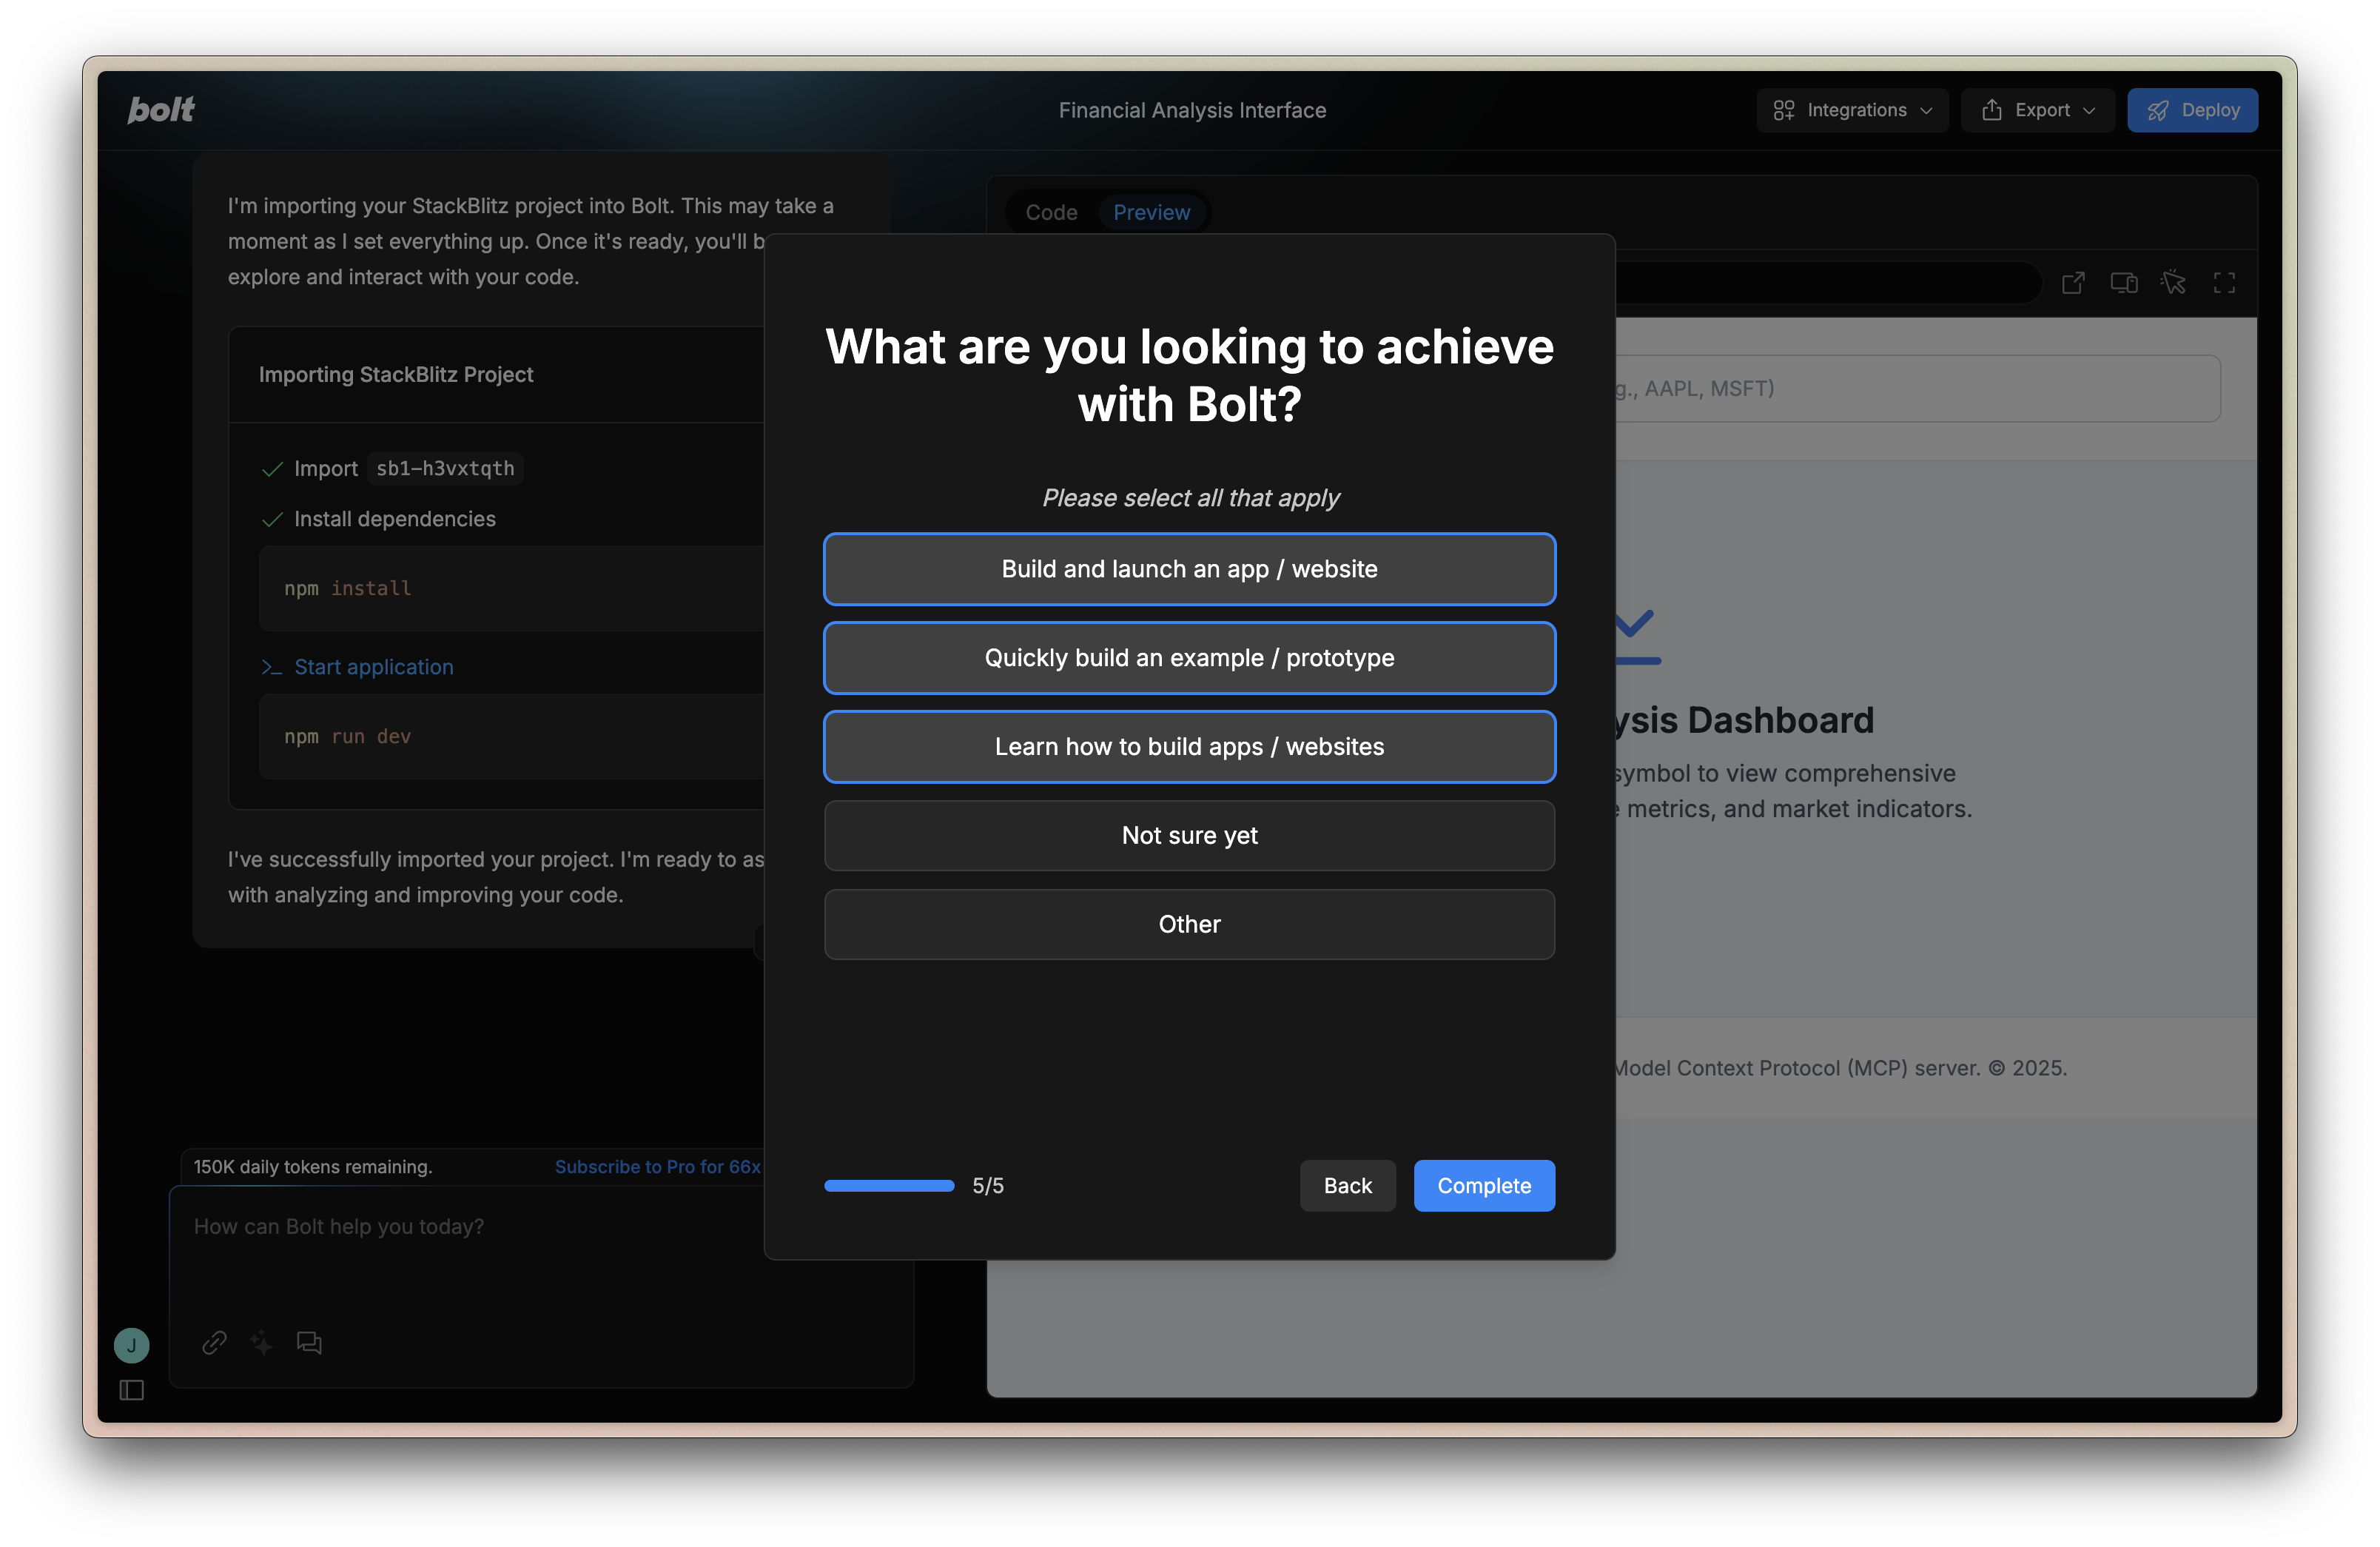 bolt
Financial Analysis Interface
Integrations
Export
Deploy
I'm importing your StackBlitz project into Bolt. This may take a
moment as I set everything up. Once it's ready, you'll
explore and interact with your code.
Importing StackBlitz Project
Import sb1-h3vxtqth
Install dependencies
npm install
Start application
npm run dev
I've successfully imported your project. I'm ready to
with analyzing and improving your code.
150K daily tokens remaining.
Subscribe to Pro for 66x
How can Bolt help you today?
J
Code
Preview
What are you looking to achieve
with Bolt?
Please select all that apply
Build and launch an app / website
Quickly build an example / prototype
Learn how to build apps / websites
Not sure yet
Other
5/5
Back
Complete
g., AAPL, MSFT)
ysis Dashboard
symbol to view comprehensive
metrics, and market indicators.
Model Context Protocol (MCP) server. © 2025.